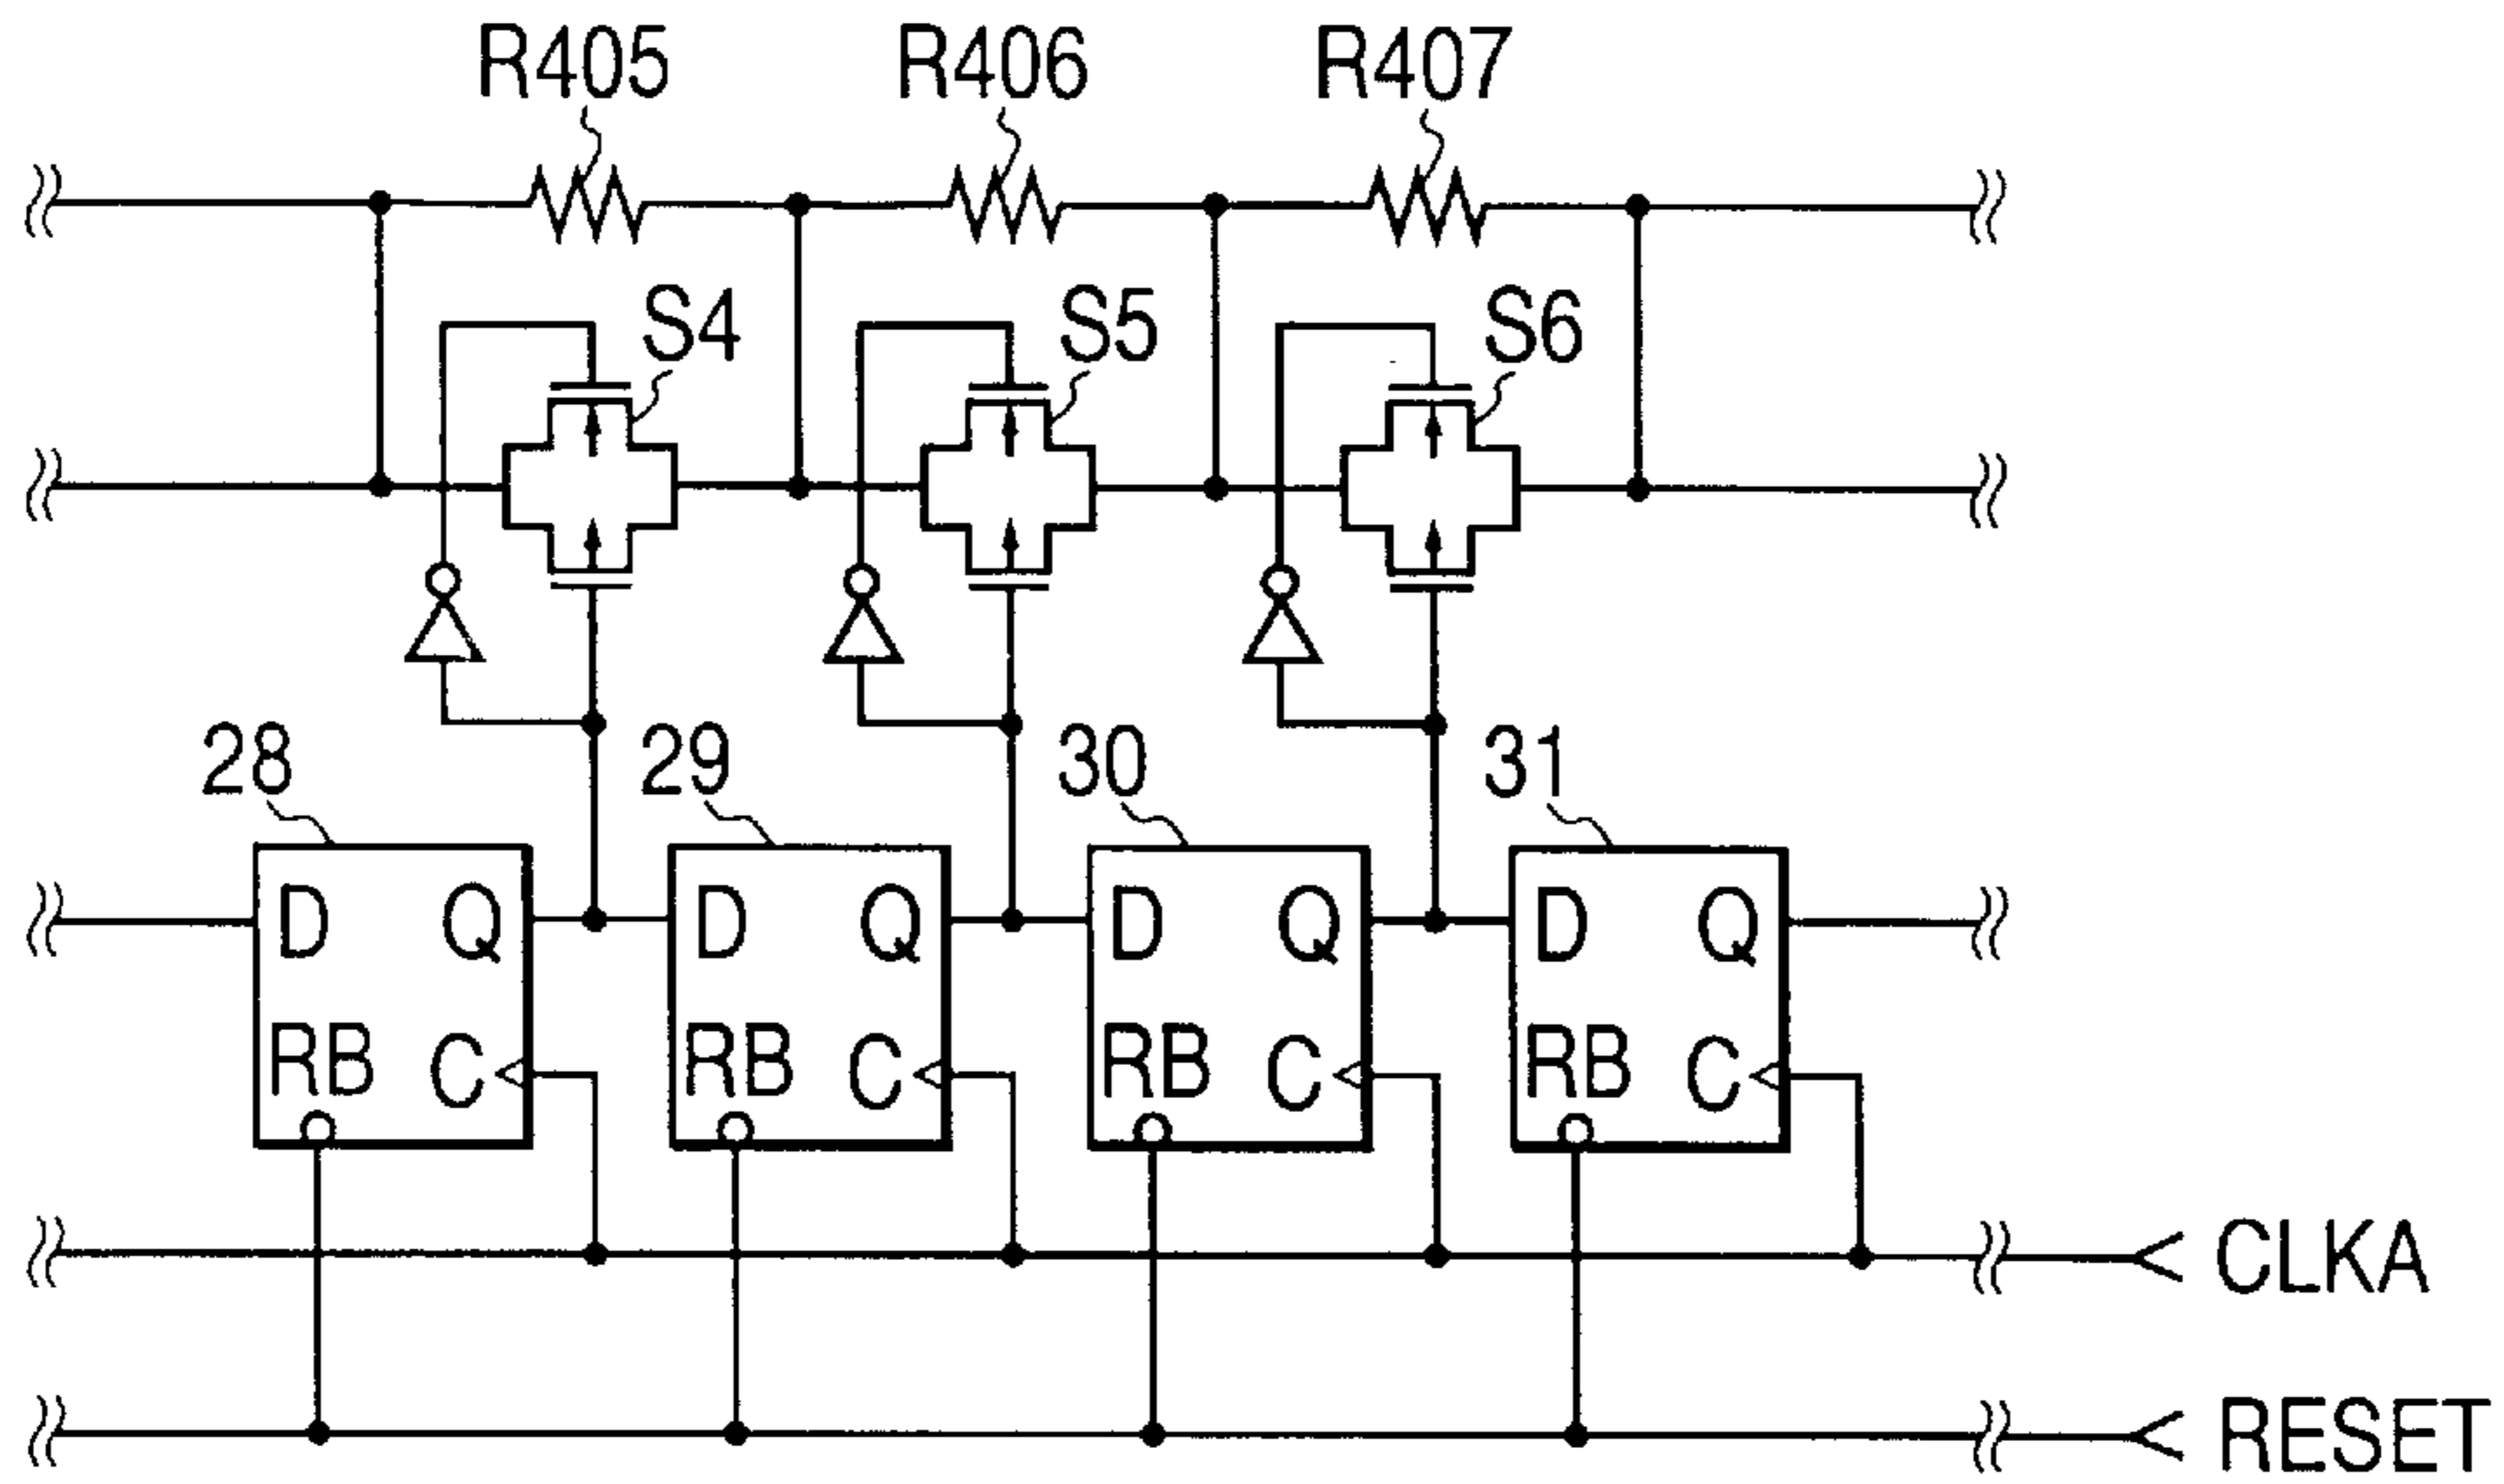 R405 R406 R407
S4 S5 S6
28 29 30 31
D Q D Q D Q D Q
RB C RB C RB C RB C
CLKA
RESET